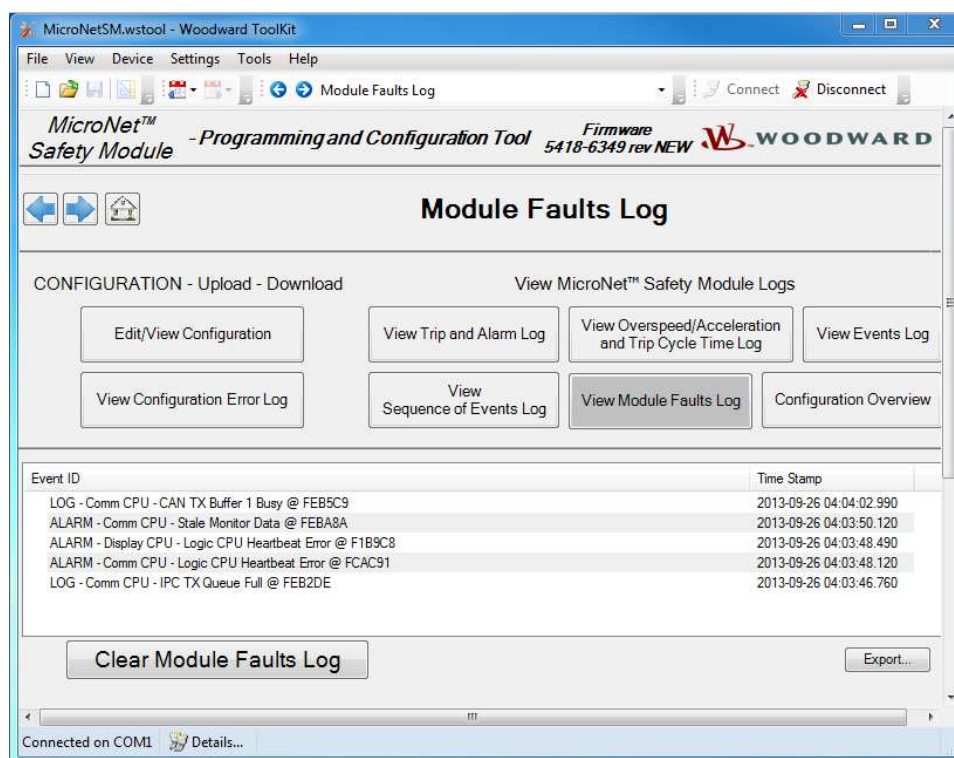 MicroNetSM.wstool - Woodward ToolKit
File View Device Settings Tools Help
Module Faults Log
Connect
Disconnect
MicroNet™
Safety Module
- Programming and Configuration Tool
Firmware
5418-6349 rev NEW
WOODWARD
Module Faults Log
CONFIGURATION - Upload - Download
View MicroNet™ Safety Module Logs
Edit/View Configuration
View Trip and Alarm Log
View Overspeed/Acceleration
and Trip Cycle Time Log
View Events Log
View Configuration Error Log
View
Sequence of Events Log
View Module Faults Log
Configuration Overview
Event ID Time Stamp
LOG - Comm CPU - CAN TX Buffer 1 Busy @ FEB5C9 2013-09-26 04:04:02.990
ALARM - Comm CPU - Stale Monitor Data @ FEBA8A 2013-09-26 04:03:50.120
ALARM - Display CPU - Logic CPU Heartbeat Error @ F1B9C8 2013-09-26 04:03:48.490
ALARM - Comm CPU - Logic CPU Heartbeat Error @ FCAC91 2013-09-26 04:03:48.120
LOG - Comm CPU - IPC TX Queue Full @ FEB2DE 2013-09-26 04:03:46.760
Clear Module Faults Log
Export...
Connected on COM1 Details...